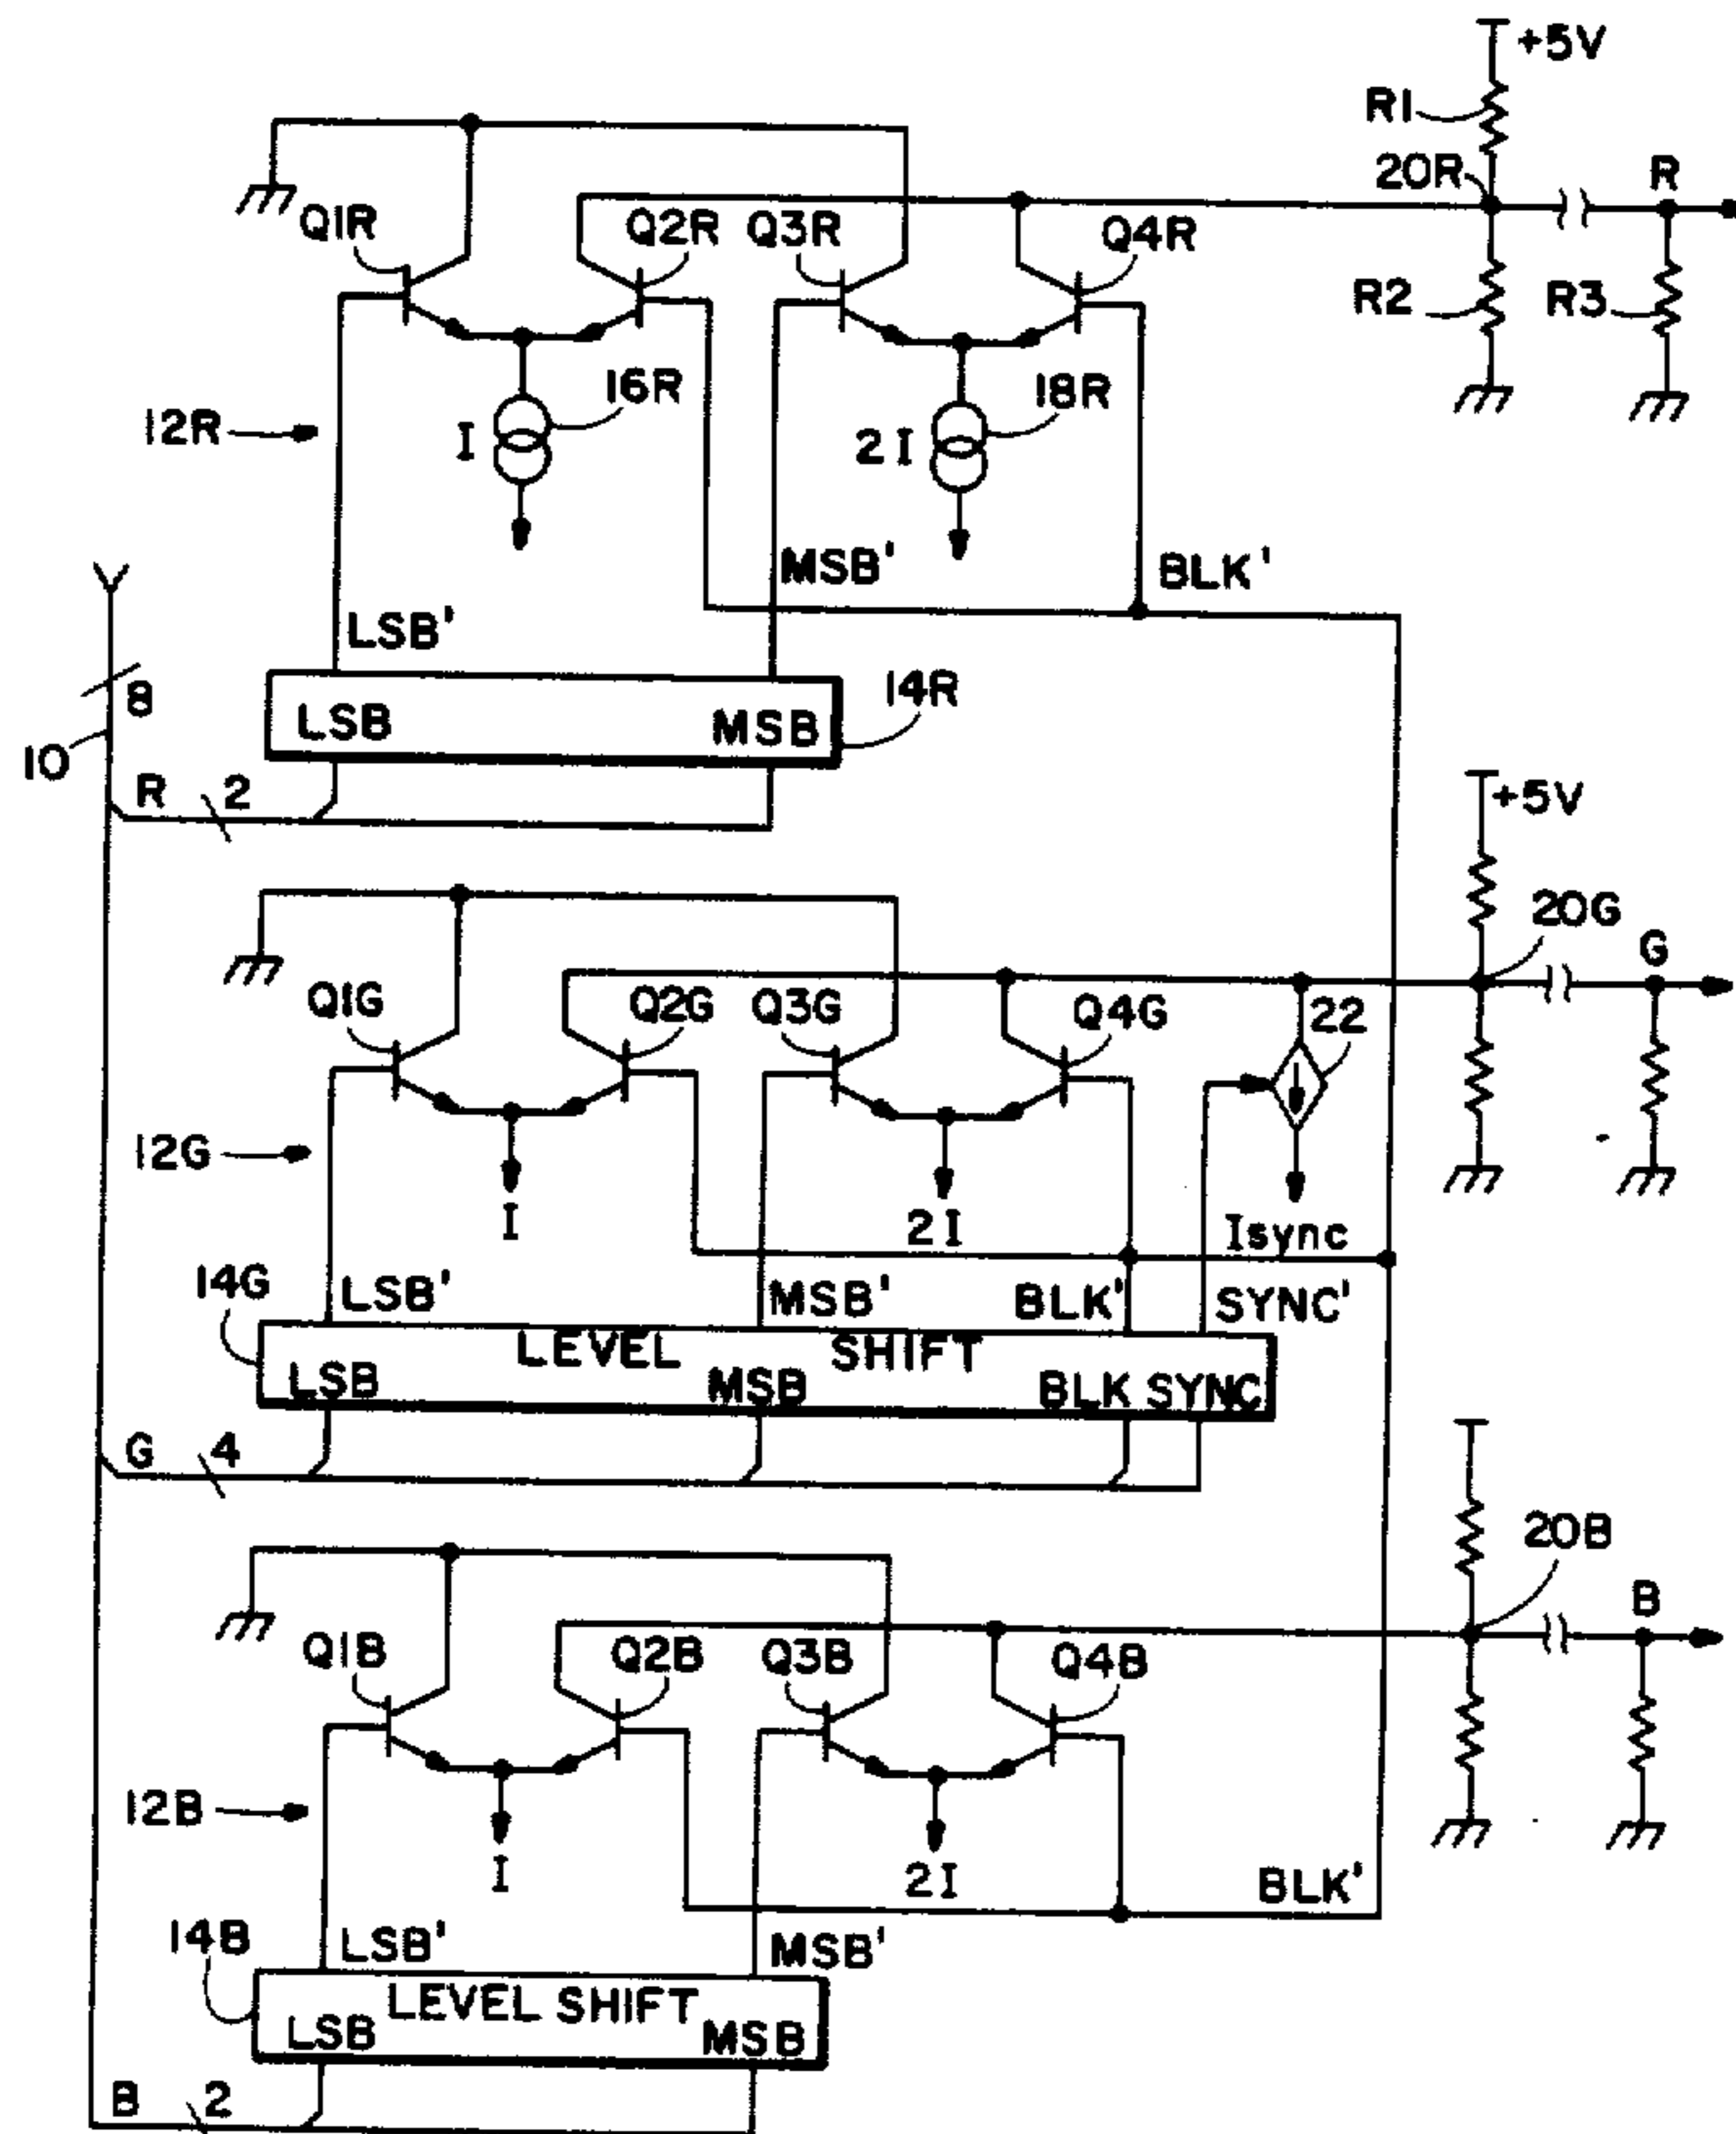 +5V
R1
20R
R
Q1R
Q2R
Q3R
Q4R
R2
R3
16R
18R
12R
I
2I
MSB'
BLK'
LSB'
8
14R
LSB
MSB
10
R
2
+5V
20G
G
Q1G
Q2G
Q3G
Q4G
22
12G
I
2I
Isync
14G
LSB'
MSB'
BLK'
SYNC'
LEVEL SHIFT
LSB
MSB
BLK
SYNC
G
4
20B
B
Q1B
Q2B
Q3B
Q4B
12B
I
2I
BLK'
14B
LSB'
MSB'
LEVEL SHIFT
LSB
MSB
B
2